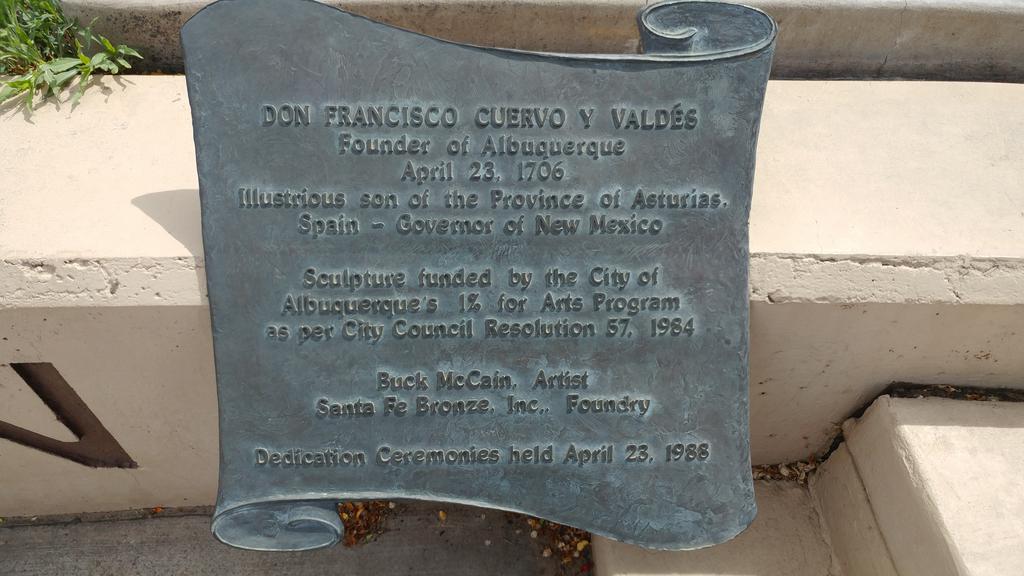 DON FRANCISCO CUERVO Y VALDÉS
Founder of Albuquerque
April 23, 1706
Illustrious son of the Province of Asturias,
Spain - Governor of New Mexico
Sculpture funded by the City of
Albuquerque's 1% for Arts Program
as per City Council Resolution 57, 1984
Buck McCain, Artist
Santa Fe Bronze, Inc., Foundry
Dedication Ceremonies held April 23, 1988